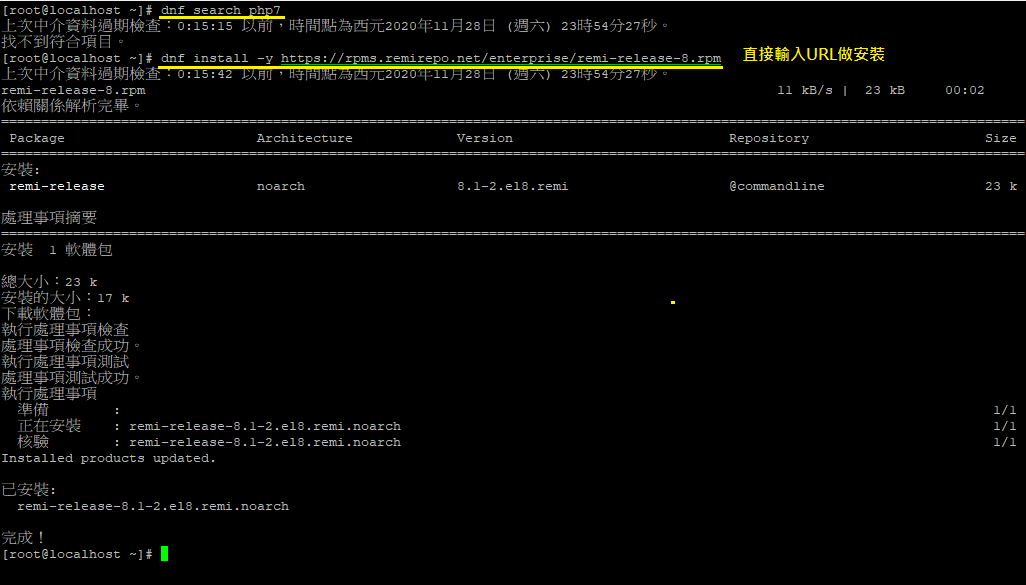 [root@localhost ~]# dnf search php7
上次中介資料過期檢查：0:15:15 以前，時間點為西元2020年11月28日 (週六) 23時54分27秒。
找不到符合項目。
[root@localhost ~]# dnf install -y https://rpms.remirepo.net/enterprise/remi-release-8.rpm 直接輸入URL做安裝
上次中介資料過期檢查：0:15:42 以前，時間點為西元2020年11月28日 (週六) 23時54分27秒。
remi-release-8.rpm 11 kB/s | 23 kB 00:02
依賴關係解析完畢。
Package Architecture Version Repository Size
安裝:
remi-release noarch 8.1-2.el8.remi @commandline 23 k
處理事項摘要
安裝 1 軟體包
總大小：23 k
安裝的大小：17 k
下載軟體包：
執行處理事項檢查
處理事項檢查成功。
執行處理事項測試
處理事項測試成功。
執行處理事項
準備 : 1/1
正在安裝 : remi-release-8.1-2.el8.remi.noarch 1/1
核驗 : remi-release-8.1-2.el8.remi.noarch 1/1
Installed products updated.
已安裝:
remi-release-8.1-2.el8.remi.noarch
完成！
[root@localhost ~]#